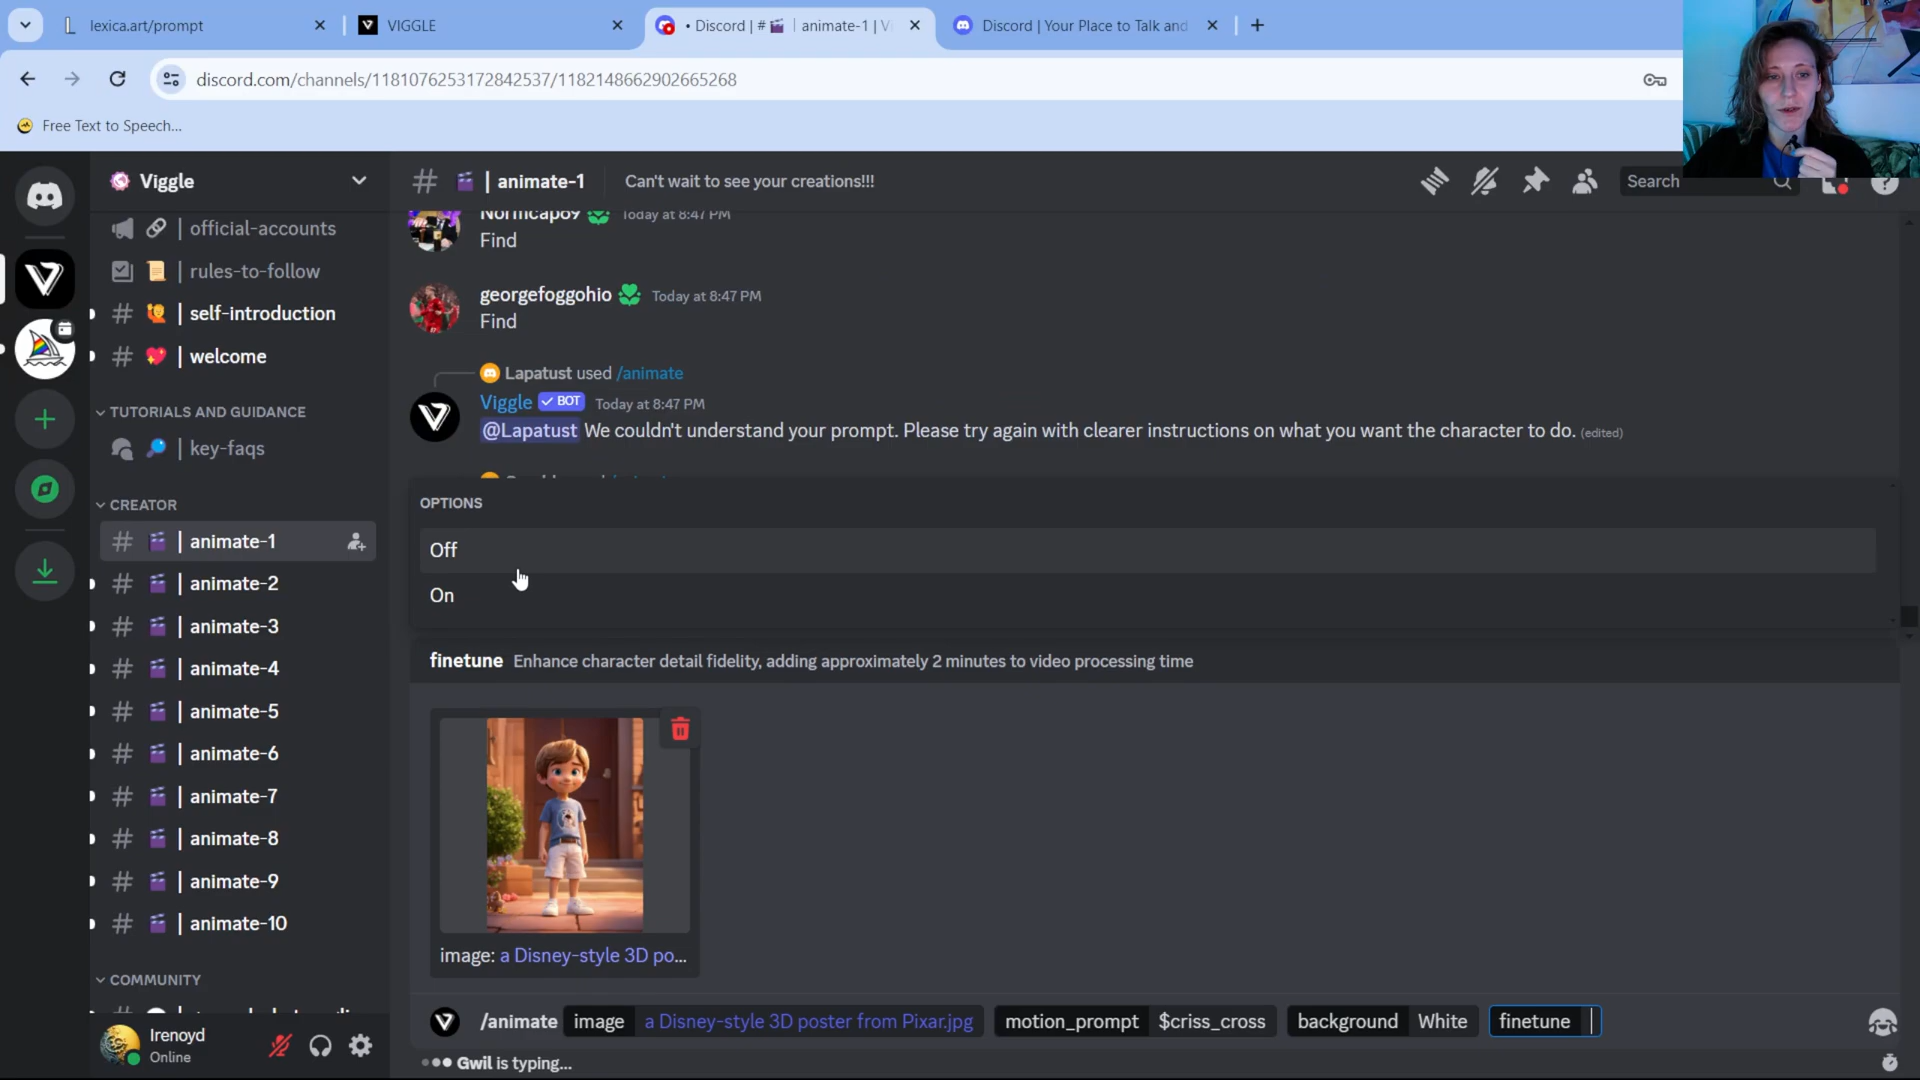 lexica.art/prompt
VIGGLE
• Discord | # | animate-1 | Vi
Discord | Your Place to Talk and
discord.com/channels/1181076253172842537/1182148662902665268
Free Text to Speech...
Viggle
# | animate-1
Can't wait to see your creations!!!
Search
| official-accounts
| rules-to-follow
# | self-introduction
# | welcome
TUTORIALS AND GUIDANCE
| key-faqs
CREATOR
# | animate-1
# | animate-2
# | animate-3
# | animate-4
# | animate-5
# | animate-6
# | animate-7
# | animate-8
# | animate-9
# | animate-10
COMMUNITY
Irenoyd
Online
Normcap69 Today at 8:47 PM
Find
georgefoggohio Today at 8:47 PM
Find
Lapatust used /animate
Viggle BOT Today at 8:47 PM
@Lapatust We couldn't understand your prompt. Please try again with clearer instructions on what you want the character to do. (edited)
OPTIONS
Off
On
finetune Enhance character detail fidelity, adding approximately 2 minutes to video processing time
image: a Disney-style 3D po...
/animate image a Disney-style 3D poster from Pixar.jpg motion_prompt $criss_cross background White finetune
Gwil is typing...